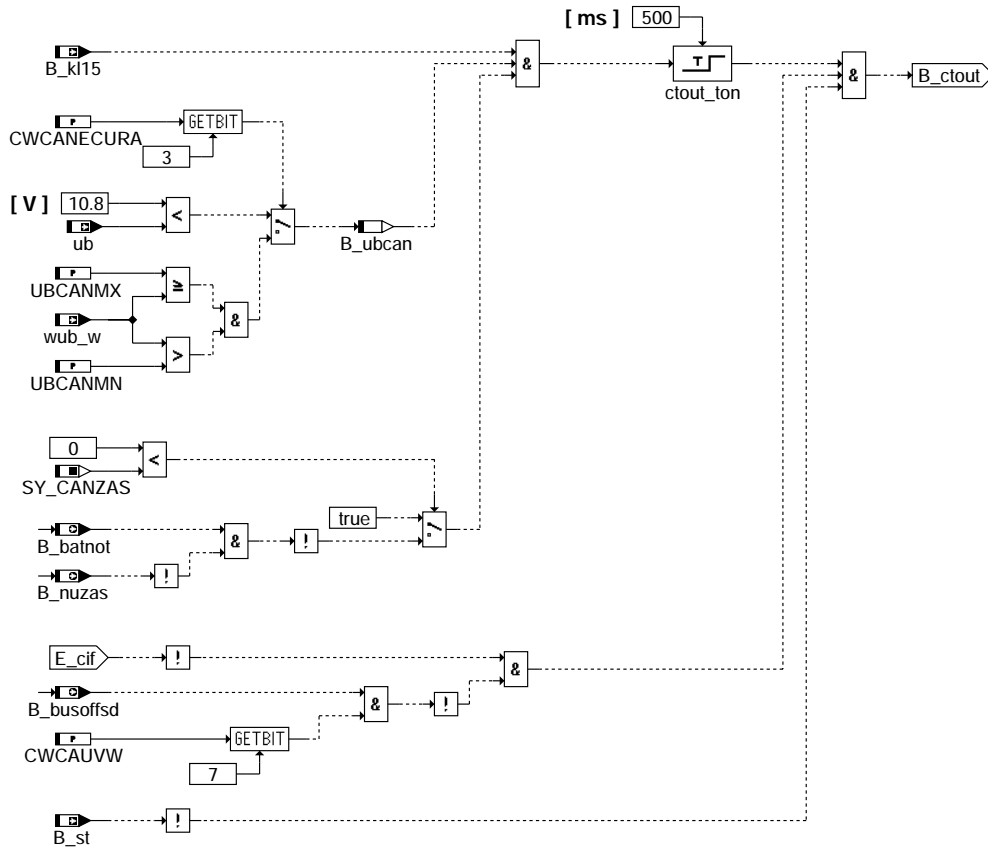 [ ms ] 500
B_kl15
&
T
ctout_ton
&
B_ctout
P
CWCANECURA
GETBIT
3
[ V ] 10.8
<
ub
B_ubcan
P
UBCANMX
≥
&
wub_w
>
P
UBCANMN
0
<
SY_CANZAS
true
B_batnot
&
!
B_nuzas
!
E_cif
!
&
B_busoffsd
&
!
P
CWCAUVW
GETBIT
7
B_st
!